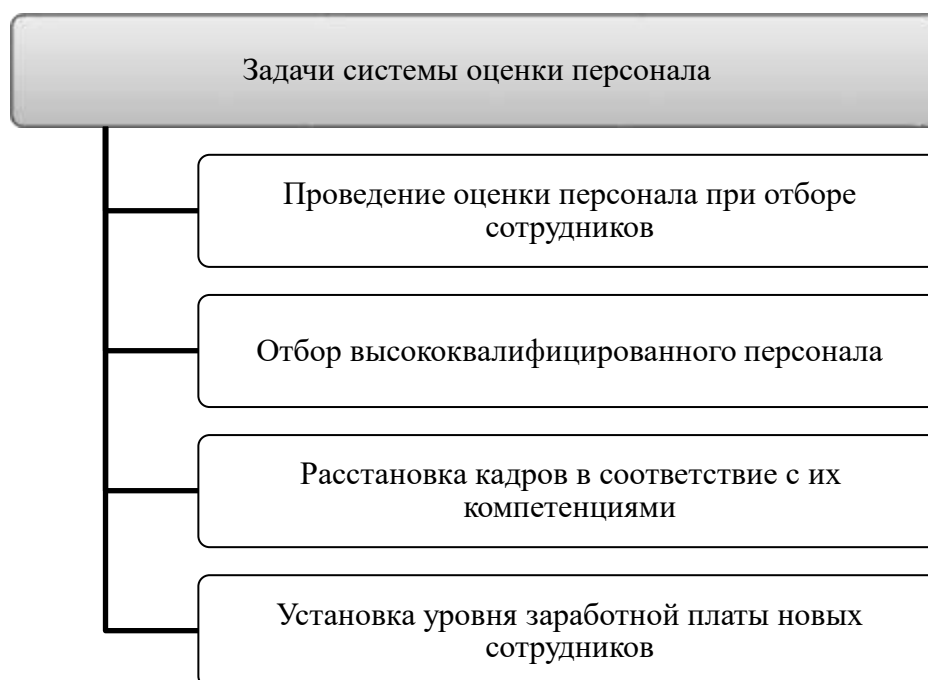 Задачи системы оценки персонала
Проведение оценки персонала при отборе
сотрудников
Отбор высококвалифицированного персонала
Расстановка кадров в соответствие с их
компетенциями
Установка уровня заработной платы новых
сотрудников